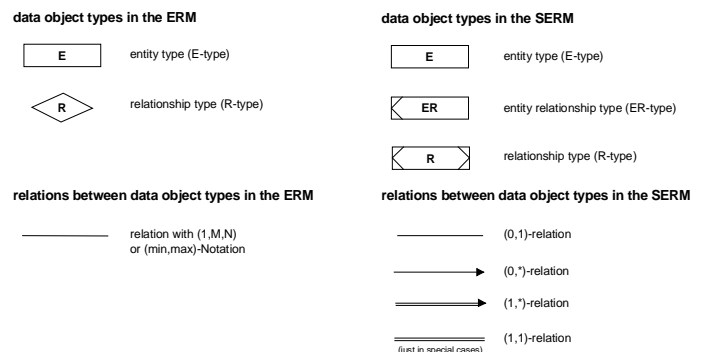 data object types in the ERM
E
entity type (E-type)
R
relationship type (R-type)
relations between data object types in the ERM
relation with (1,M,N)
or (min,max)-Notation
data object types in the SERM
E
entity type (E-type)
ER
entity relationship type (ER-type)
R
relationship type (R-type)
relations between data object types in the SERM
(0,1)-relation
(0,*)-relation
(1,*)-relation
(1,1)-relation
(just in special cases)